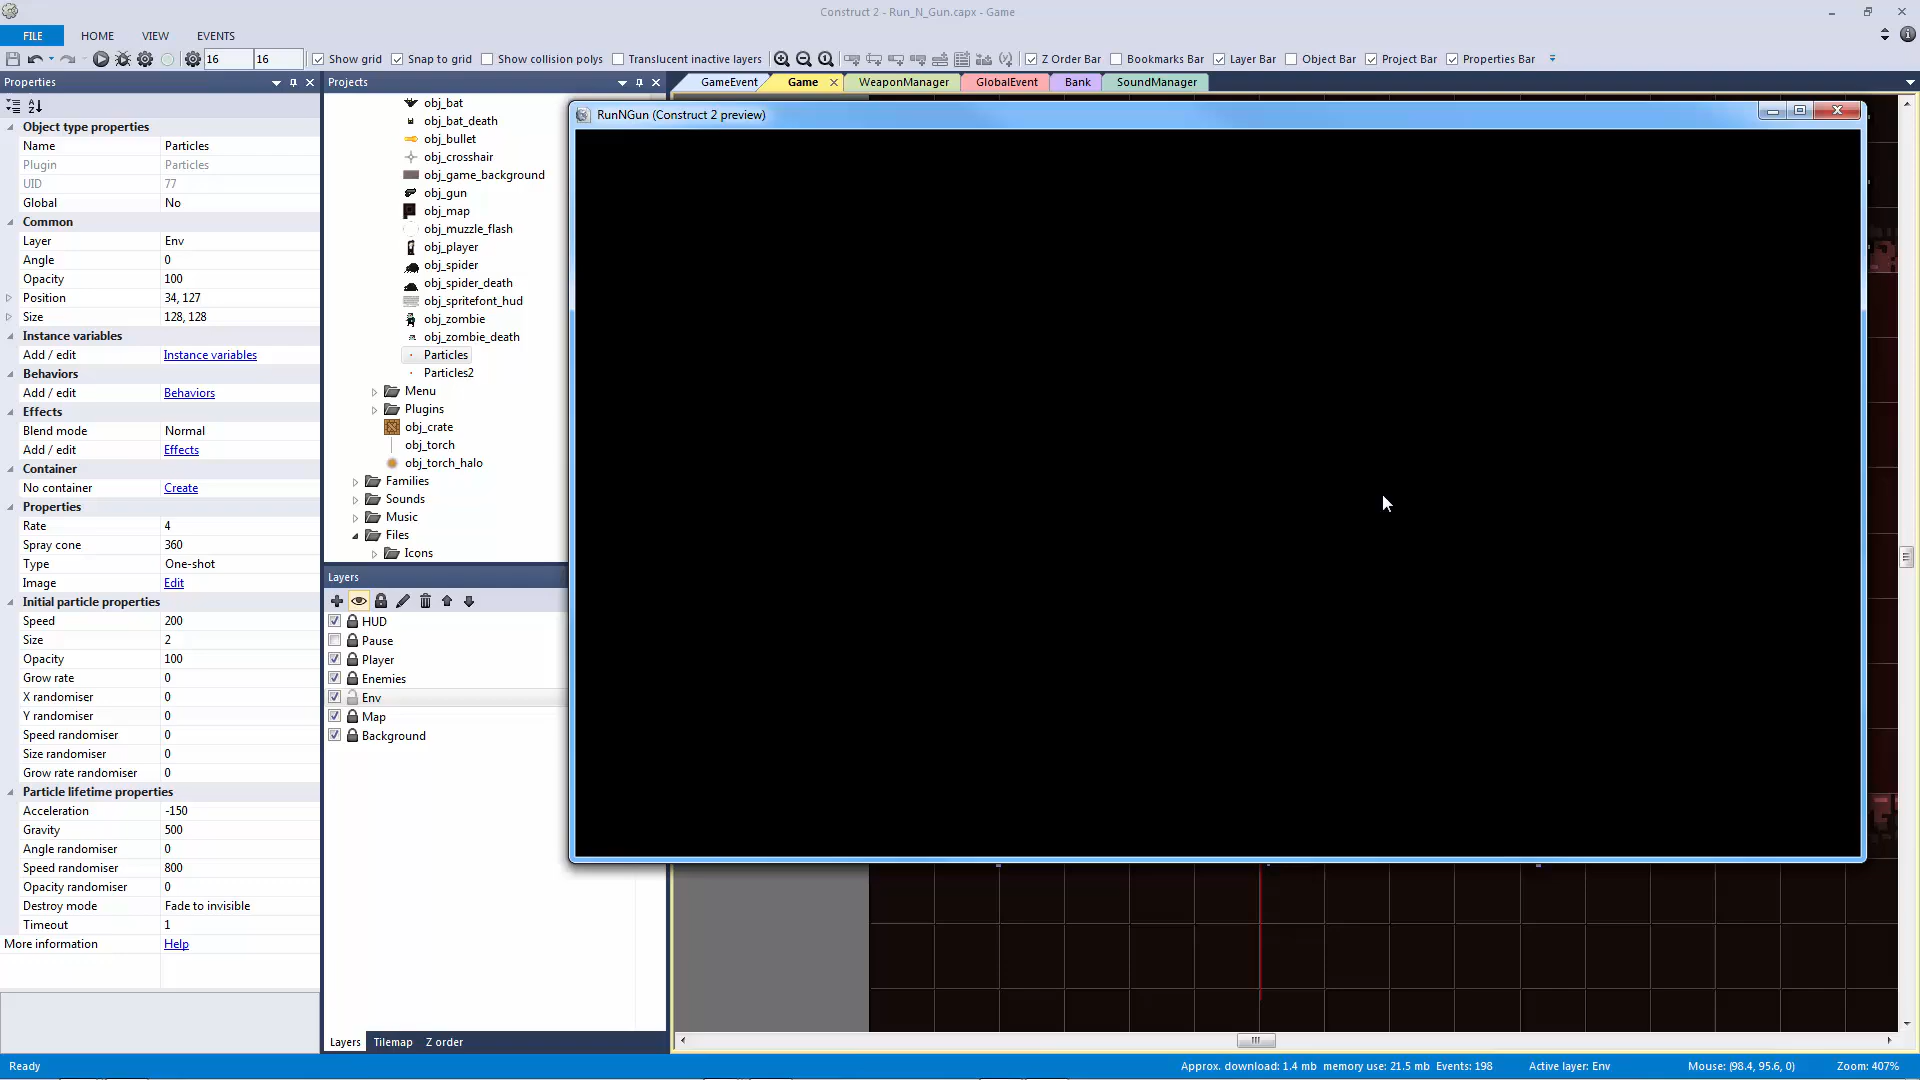 Construct 2 - Run_N_Gun.capx - Game
FILE HOME VIEW EVENTS
16 16 Show grid Snap to grid Show collision polys Translucent inactive layers Z Order Bar Bookmarks Bar Layer Bar Object Bar Project Bar Properties Bar
Properties
Object type properties
Name Particles
Plugin Particles
UID 77
Global No
Common
Layer Env
Angle 0
Opacity 100
Position 34, 127
Size 128, 128
Instance variables
Add / edit Instance variables
Behaviors
Add / edit Behaviors
Effects
Blend mode Normal
Add / edit Effects
Container
No container Create
Properties
Rate 4
Spray cone 360
Type One-shot
Image Edit
Initial particle properties
Speed 200
Size 2
Opacity 100
Grow rate 0
X randomiser 0
Y randomiser 0
Speed randomiser 0
Size randomiser 0
Grow rate randomiser 0
Particle lifetime properties
Acceleration -150
Gravity 500
Angle randomiser 0
Speed randomiser 800
Opacity randomiser 0
Destroy mode Fade to invisible
Timeout 1
More information Help
Projects
obj_bat
obj_bat_death
obj_bullet
obj_crosshair
obj_game_background
obj_gun
obj_map
obj_muzzle_flash
obj_player
obj_spider
obj_spider_death
obj_spritefont_hud
obj_zombie
obj_zombie_death
Particles
Particles2
Menu
Plugins
obj_crate
obj_torch
obj_torch_halo
Families
Sounds
Music
Files
Icons
Layers
HUD
Pause
Player
Enemies
Env
Map
Background
Layers Tilemap Z order
GameEvent Game WeaponManager GlobalEvent Bank SoundManager
RunNGun (Construct 2 preview)
Ready Approx. download: 1.4 mb memory use: 21.5 mb Events: 198 Active layer: Env Mouse: (98.4, 95.6, 0) Zoom: 407%